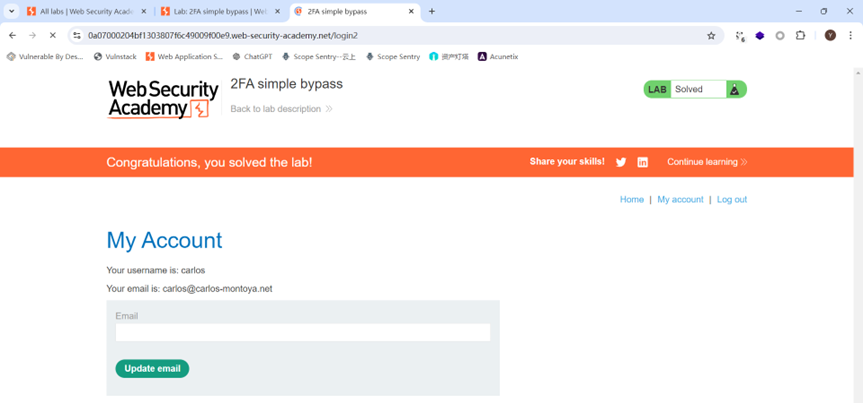 All labs | Web Security Acade
Lab: 2FA simple bypass | Web
2FA simple bypass
0a07000204bf1303807f6c49009f00e9.web-security-academy.net/login2
Vulnerable By Des...
Vulnstack
Web Application S...
ChatGPT
Scope Sentry--云上
Scope Sentry
资产灯塔
Acunetix
Web Security
Academy
2FA simple bypass
Back to lab description
LAB Solved
Congratulations, you solved the lab!
Share your skills!
Continue learning
Home | My account | Log out
My Account
Your username is: carlos
Your email is: carlos@carlos-montoya.net
Email
Update email